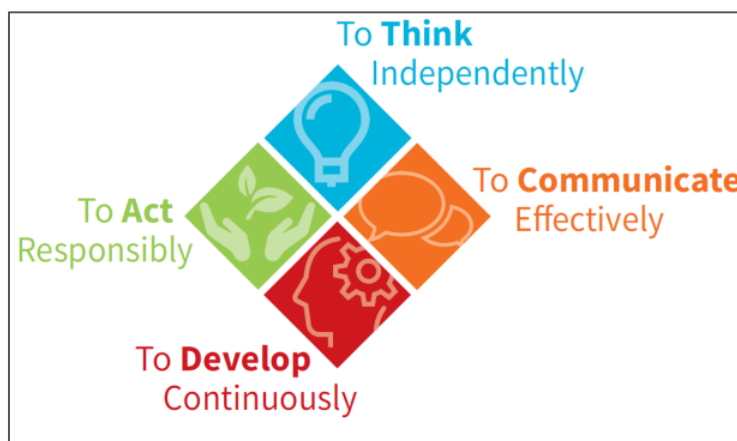 To Think
Independently
To Communicate
Effectively
To Act
Responsibly
To Develop
Continuously